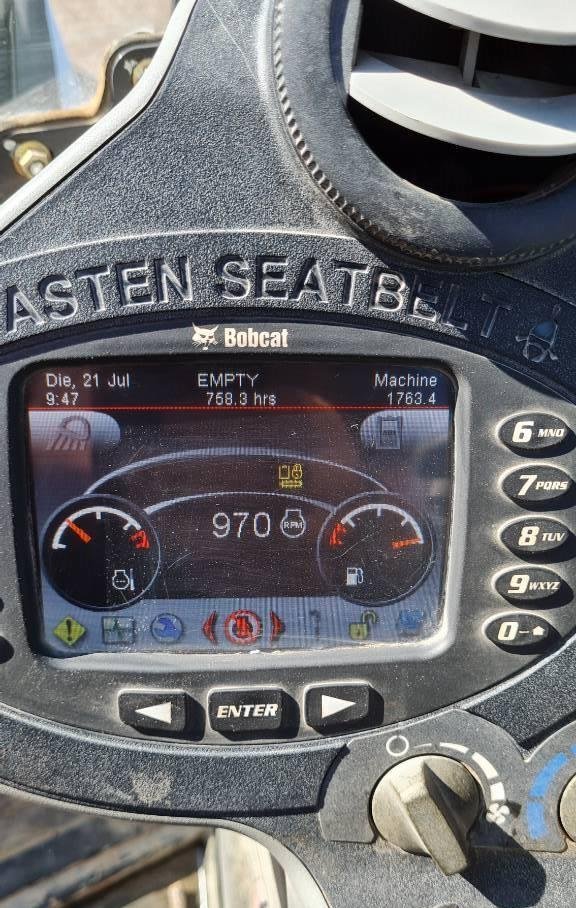 ASTEN SEATBELT
Bobcat
Die, 21 Jul EMPTY Machine
9:47 758.3 hrs 1763.4
970 RPM
6 MNO
7 PQRS
8 TUV
9 WXYZ
0
ENTER